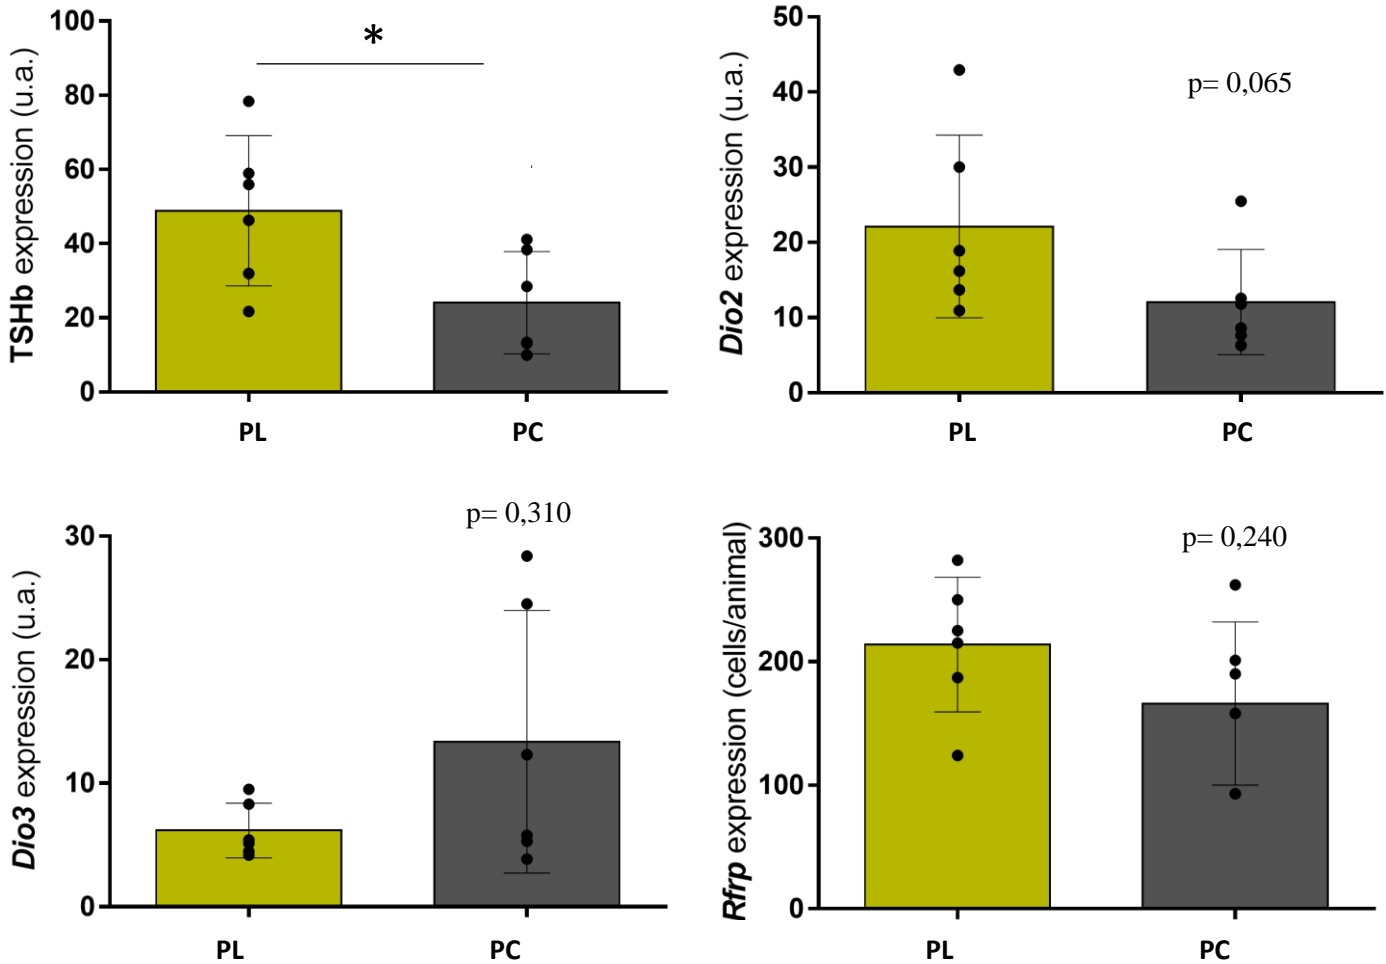 TSHb expression (u.a.)
100
80
60
40
20
0
*
PL
PC
Dio2 expression (u.a.)
50
40
30
20
10
0
p= 0,065
PL
PC
Dio3 expression (u.a.)
30
20
10
0
p= 0,310
PL
PC
Rfrp expression (cells/animal)
300
200
100
0
p= 0,240
PL
PC